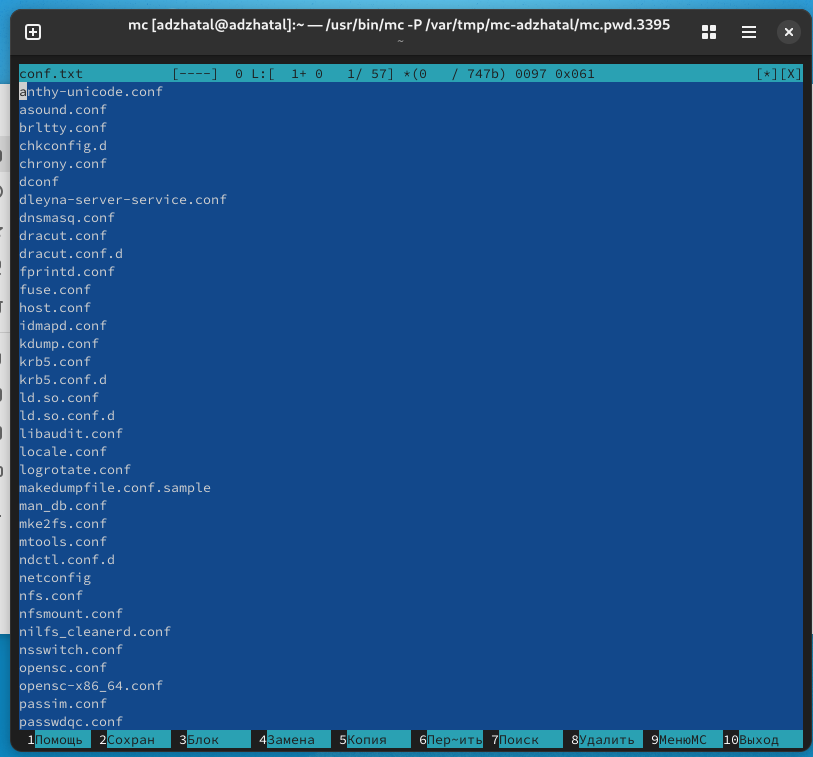 mc [adzhatal@adzhatal]:~ — /usr/bin/mc -P /var/tmp/mc-adzhatal/mc.pwd.3395
~
conf.txt [----] 0 L:[ 1+ 0 1/ 57] *(0 / 747b) 0097 0x061 [*][X]
anthy-unicode.conf
asound.conf
brltty.conf
chkconfig.d
chrony.conf
dconf
dleyna-server-service.conf
dnsmasq.conf
dracut.conf
dracut.conf.d
fprintd.conf
fuse.conf
host.conf
idmapd.conf
kdump.conf
krb5.conf
krb5.conf.d
ld.so.conf
ld.so.conf.d
libaudit.conf
locale.conf
logrotate.conf
makedumpfile.conf.sample
man_db.conf
mke2fs.conf
mtools.conf
ndctl.conf.d
netconfig
nfs.conf
nfsmount.conf
nilfs_cleanerd.conf
nsswitch.conf
opensc.conf
opensc-x86_64.conf
passim.conf
passwdqc.conf
1Помощь 2Сохран 3Блок 4Замена 5Копия 6Пер~ить 7Поиск 8Удалить 9МенюMC 10Выход